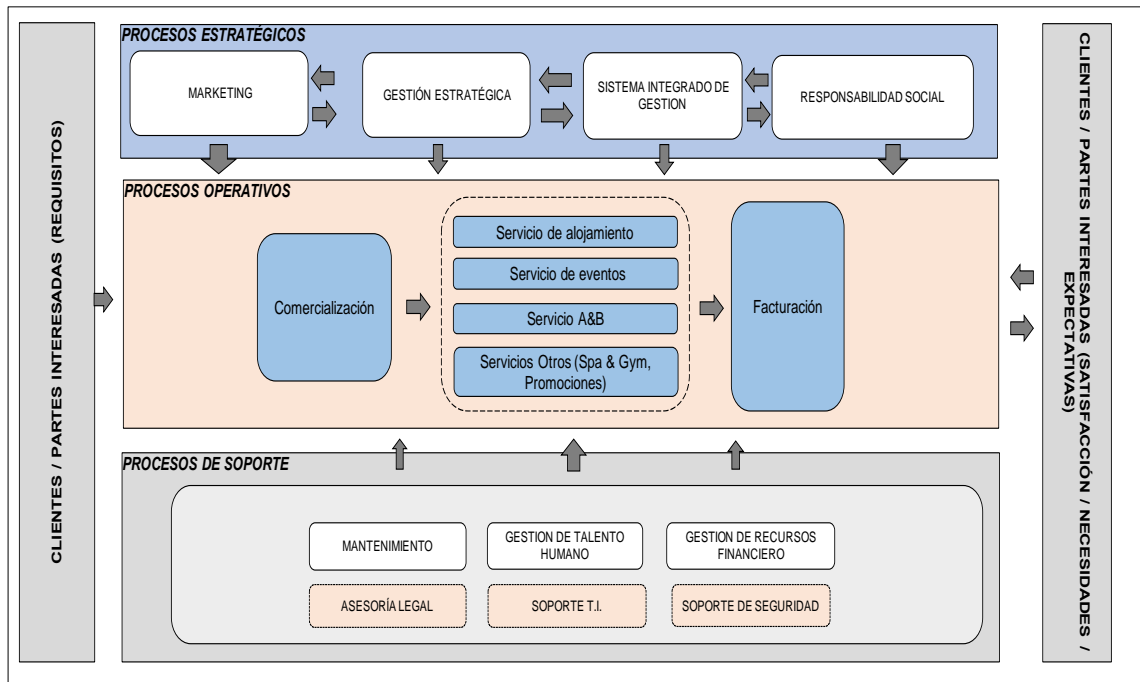 CLIENTES / PARTES INTERESADAS (REQUISITOS)
PROCESOS ESTRATÉGICOS
MARKETING
GESTIÓN ESTRATÉGICA
SISTEMA INTEGRADO DE
GESTION
RESPONSABILIDAD SOCIAL
PROCESOS OPERATIVOS
Comercialización
Servicio de alojamiento
Servicio de eventos
Servicio A&B
Servicios Otros (Spa & Gym,
Promociones)
Facturación
PROCESOS DE SOPORTE
MANTENIMIENTO
GESTION DE TALENTO
HUMANO
GESTION DE RECURSOS
FINANCIERO
ASESORÍA LEGAL
SOPORTE T.I.
SOPORTE DE SEGURIDAD
CLIENTES / PARTES INTERESADAS (SATISFACCIÓN / NECESIDADES /
EXPECTATIVAS)